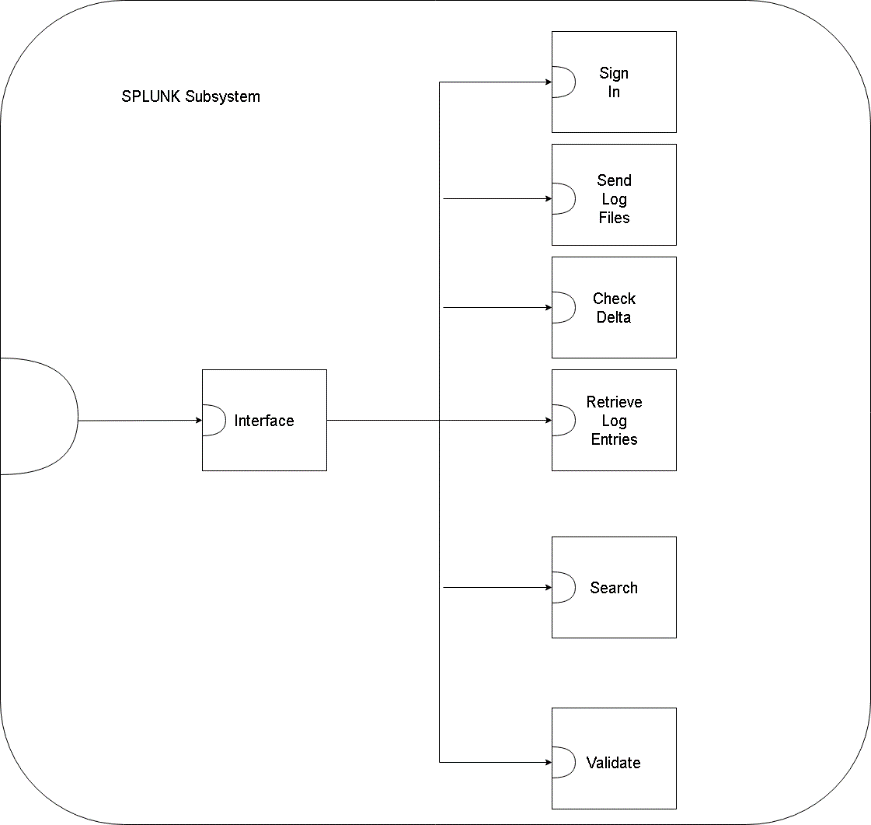 SPLUNK Subsystem
Sign
In
Send
Log
Files
Check
Delta
Interface
Retrieve
Log
Entries
Search
Validate